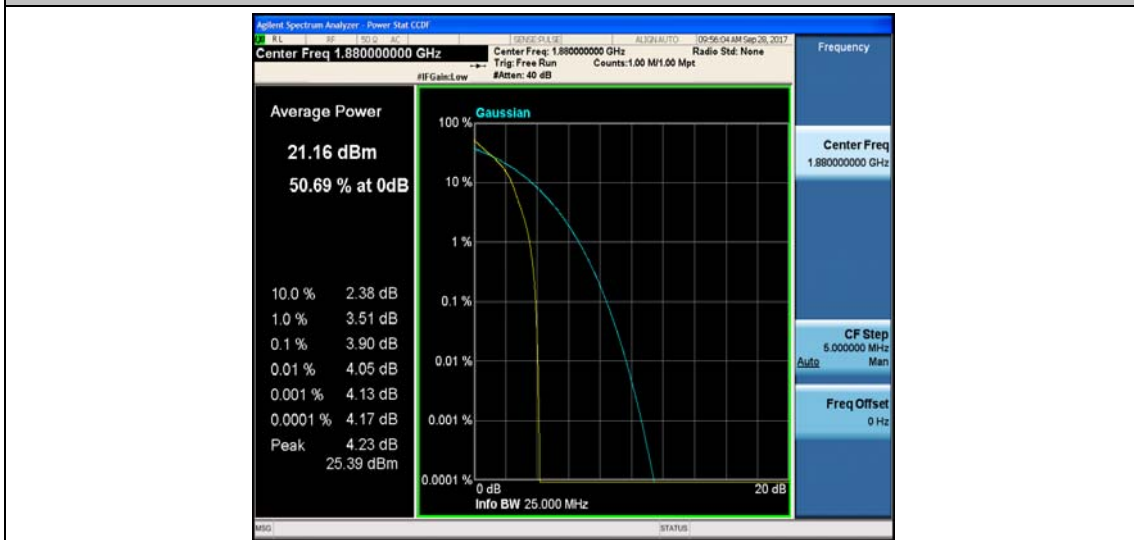 Agilent Spectrum Analyzer - Power Stat CCDF
RL RF 50 Ω AC SENSE:PULSE ALIGN AUTO 09:56:04 AM Sep 28, 2017
Center Freq 1.880000000 GHz
Center Freq: 1.880000000 GHz Radio Std: None
Trig: Free Run Counts:1.00 M/1.00 Mpt
#IFGain:Low #Atten: 40 dB
Frequency
Average Power
21.16 dBm
50.69 % at 0dB
10.0 % 2.38 dB
1.0 % 3.51 dB
0.1 % 3.90 dB
0.01 % 4.05 dB
0.001 % 4.13 dB
0.0001 % 4.17 dB
Peak 4.23 dB
25.39 dBm
Gaussian
100 %
10 %
1 %
0.1 %
0.01 %
0.001 %
0.0001 %
0 dB 20 dB
Info BW 25.000 MHz
Center Freq
1.880000000 GHz
CF Step
5.000000 MHz
Auto Man
Freq Offset
0 Hz
MSG STATUS